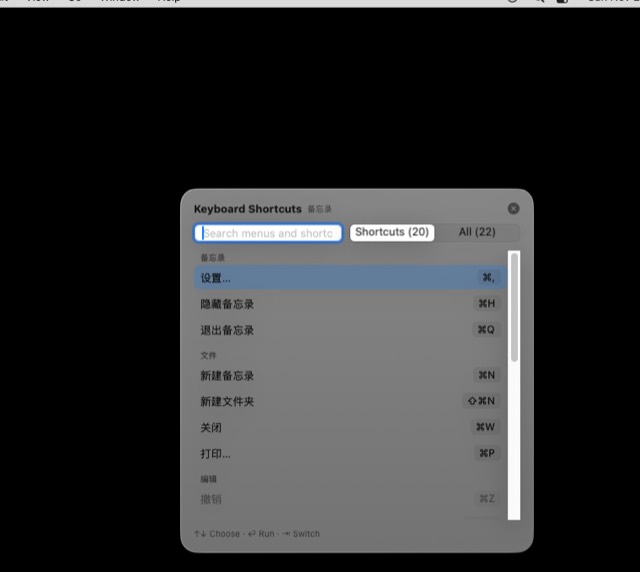 Window Help
Keyboard Shortcuts 备忘录
Search menus and shortc
Shortcuts (20) All (22)
备忘录
设置... ⌘,
隐藏备忘录 ⌘H
退出备忘录 ⌘Q
文件
新建备忘录 ⌘N
新建文件夹 ⇧⌘N
关闭 ⌘W
打印... ⌘P
编辑
撤销 ⌘Z
↑↓ Choose · ↩ Run · ⇥ Switch